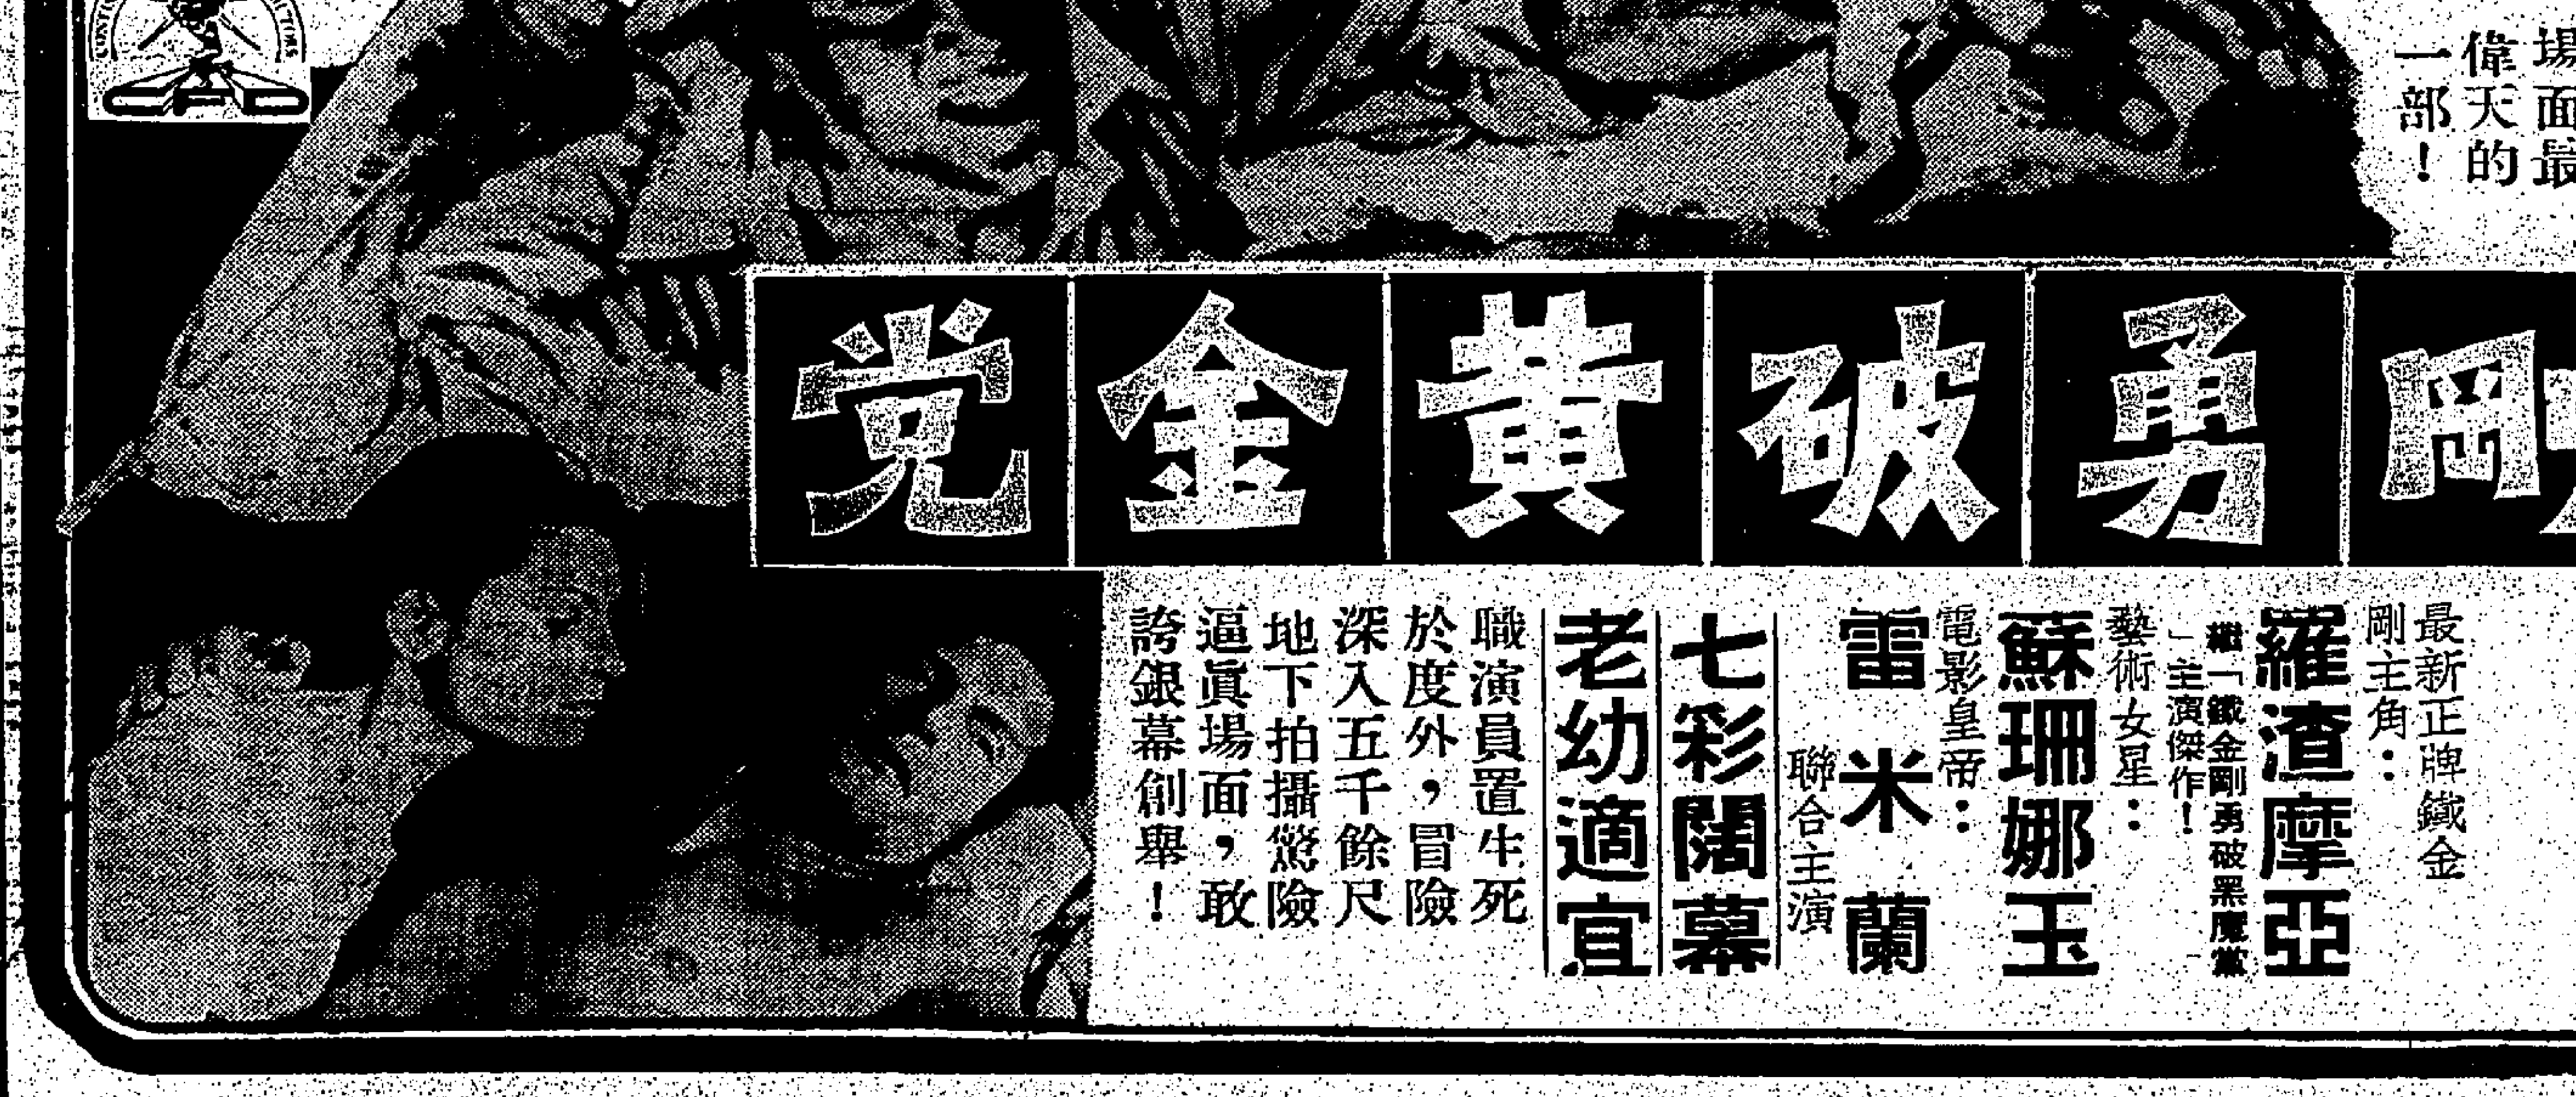 場面最
偉天的
一部！
剛勇破黃金党
最新正牌鐵金
剛主角：
羅渣摩亞
繼「鐵金剛勇破黑魔黨
」主演傑作！
藝術女星：
蘇珊娜玉
電影皇帝：
雷米蘭
聯合主演
七彩闊幕
老幼適宜
職演員置生死
於度外，冒險
深入五千餘尺
地下拍攝驚險
逼眞場面，敢
誇銀幕創舉！